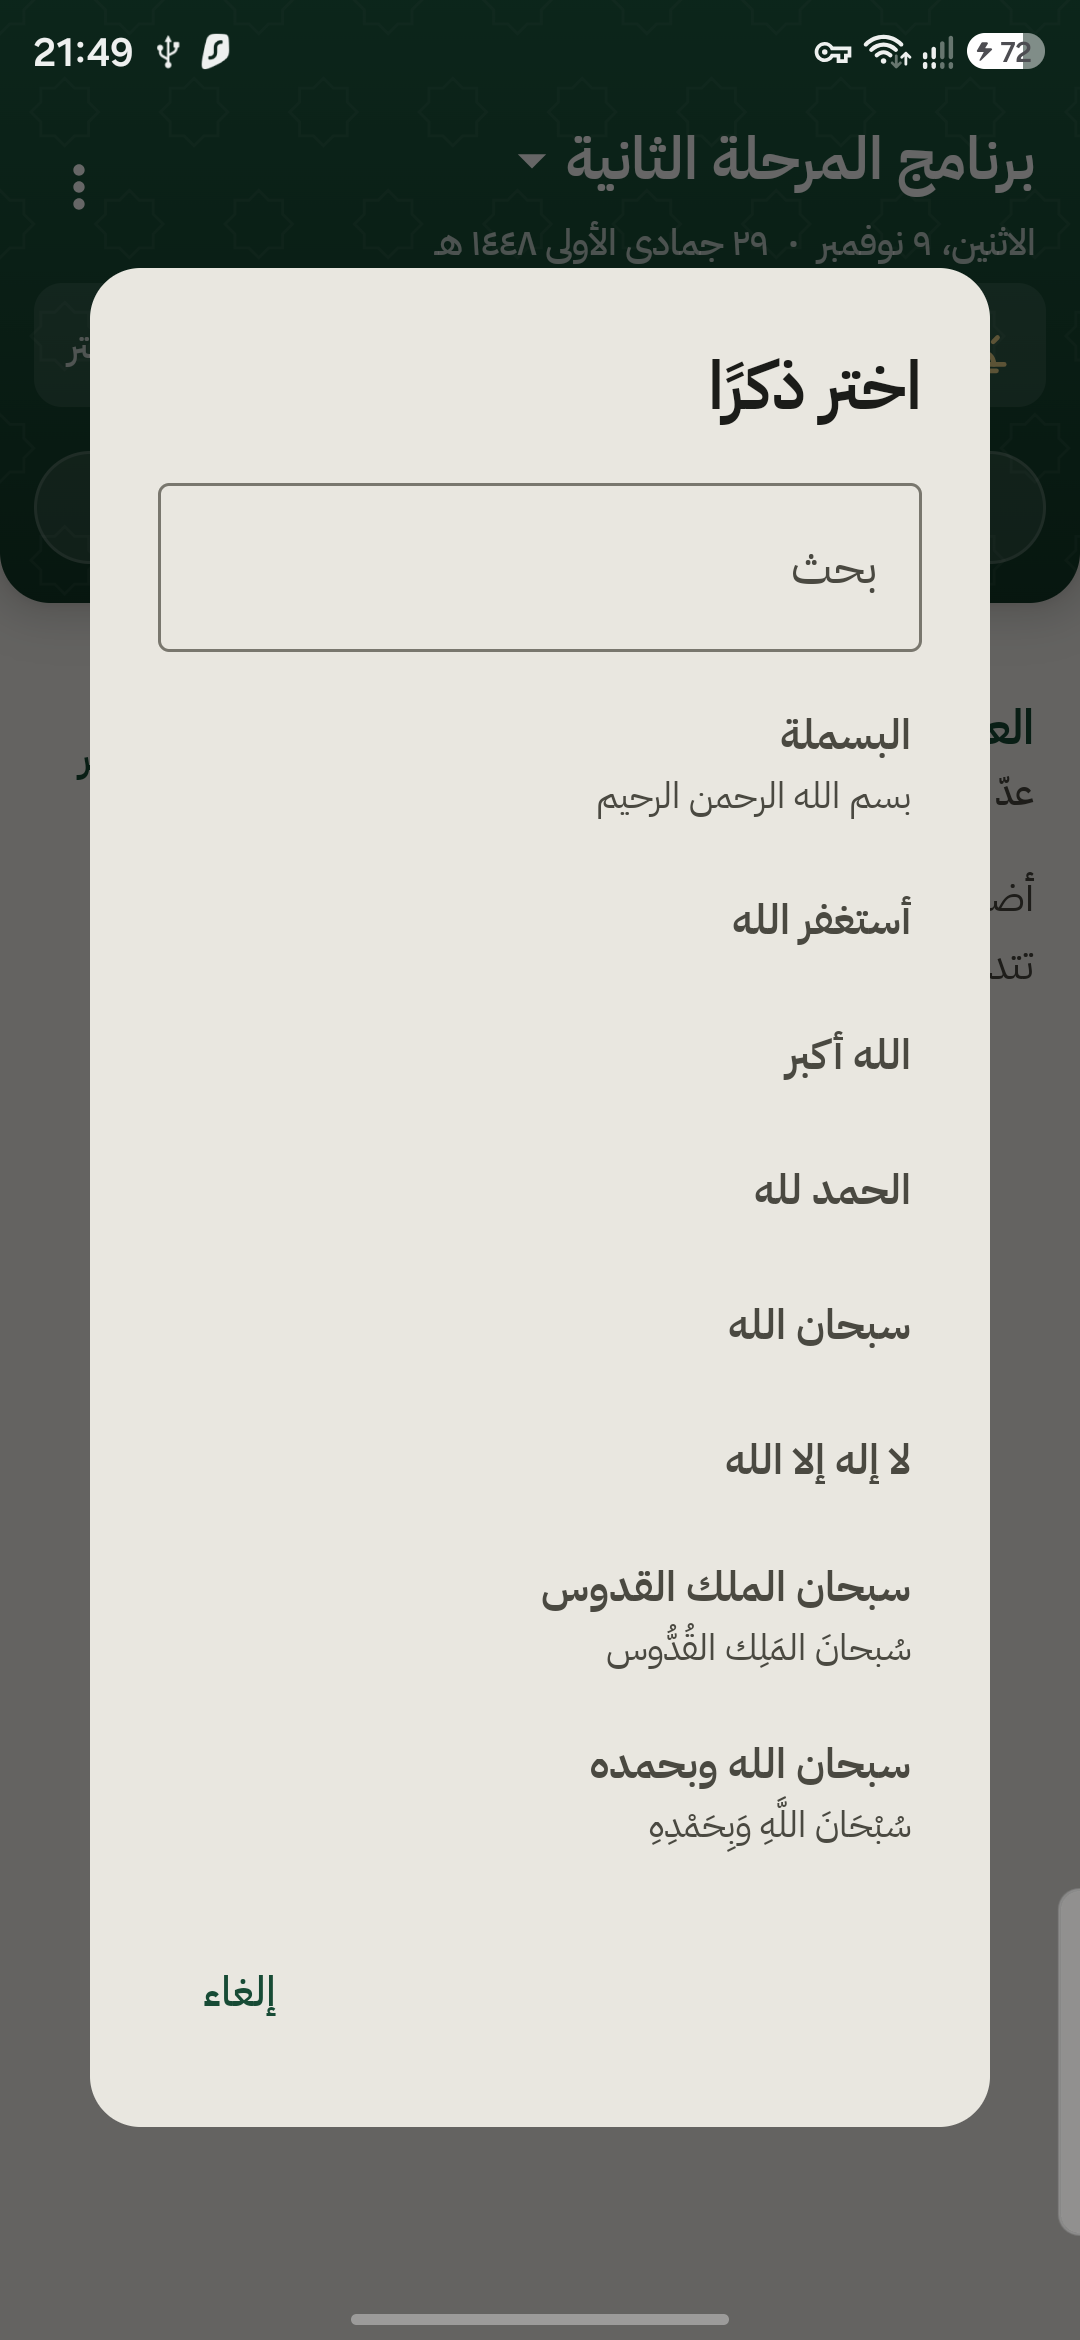 21:49
72
برنامج المرحلة الثانية
الاثنين، ٩ نوفمبر · ٢٩ جمادى الأولى ١٤٤٨ هـ
اختر ذكرًا
بحث
البسملة
بسم الله الرحمن الرحيم
أستغفر الله
الله أكبر
الحمد لله
سبحان الله
لا إله إلا الله
سبحان الملك القدوس
سُبحانَ المَلِك القُدُّوس
سبحان الله وبحمده
سُبْحَانَ اللَّهِ وَبِحَمْدِهِ
إلغاء